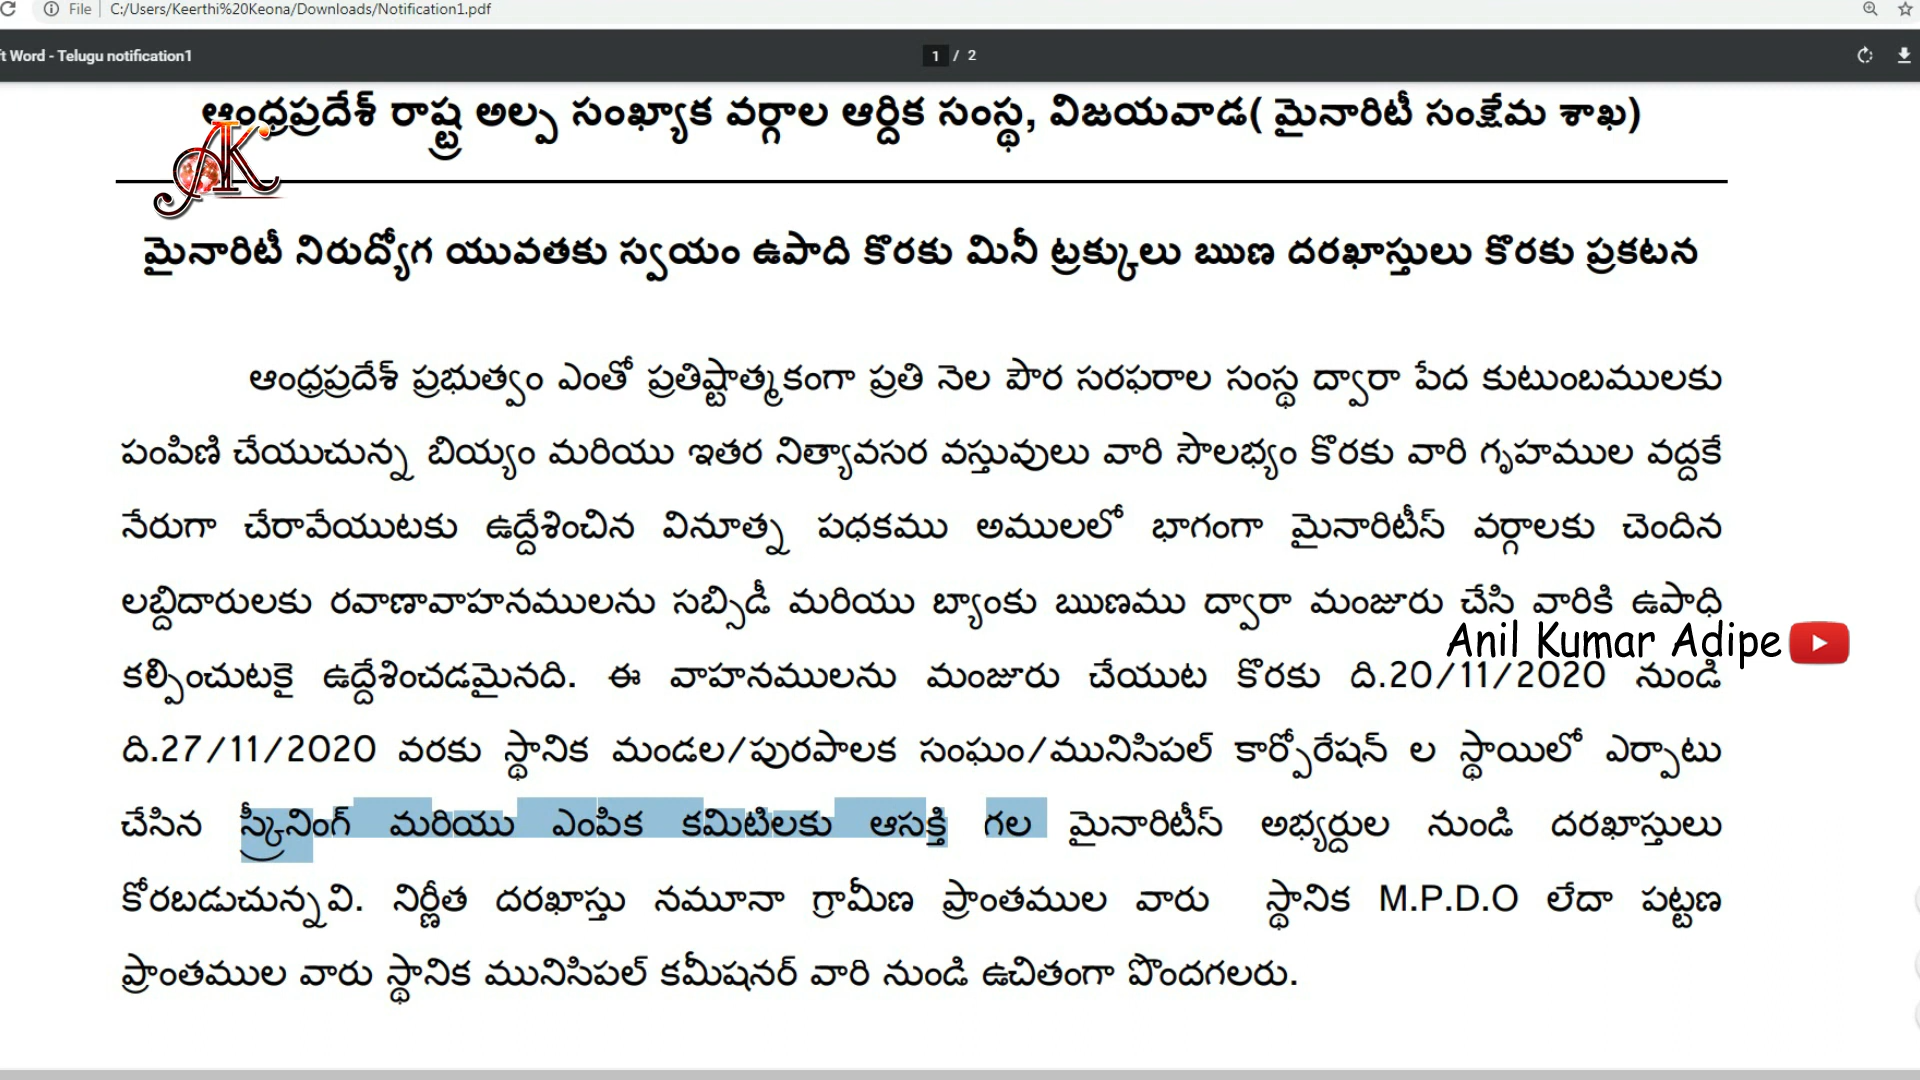 File C:/Users/Keerthi%20Keona/Downloads/Notification1.pdf
t Word - Telugu notification1 1 / 2
ఆంధ్రప్రదేశ్ రాష్ట్ర అల్ప సంఖ్యాక వర్గాల ఆర్దిక సంస్థ, విజయవాడ( మైనారిటీ సంక్షేమ శాఖ)
AK
మైనారిటీ నిరుద్యోగ యువతకు స్వయం ఉపాది కొరకు మినీ ట్రక్కులు ఋణ దరఖాస్తులు కొరకు ప్రకటన
ఆంధ్రప్రదేశ్ ప్రభుత్వం ఎంతో ప్రతిష్టాత్మకంగా ప్రతి నెల పౌర సరఫరాల సంస్థ ద్వారా పేద కుటుంబములకు
పంపిణి చేయుచున్న బియ్యం మరియు ఇతర నిత్యావసర వస్తువులు వారి సౌలభ్యం కొరకు వారి గృహముల వద్దకే
నేరుగా చేరావేయుటకు ఉద్దేశించిన వినూత్న పధకము అములలో భాగంగా మైనారిటీస్ వర్గాలకు చెందిన
లబ్దిదారులకు రవాణావాహనములను సబ్సిడీ మరియు బ్యాంకు ఋణము ద్వారా మంజూరు చేసి వారికి ఉపాధి
Anil Kumar Adipe
కల్పించుటకై ఉద్దేశించడమైనది. ఈ వాహనములను మంజూరు చేయుట కొరకు ది.20/11/2020 నుండి
ది.27/11/2020 వరకు స్థానిక మండల/పురపాలక సంఘం/మునిసిపల్ కార్పోరేషన్ ల స్థాయిలో ఎర్పాటు
చేసిన స్క్రీనింగ్ మరియు ఎంపిక కమిటిలకు ఆసక్తి గల మైనారిటీస్ అభ్యర్దుల నుండి దరఖాస్తులు
కోరబడుచున్నవి. నిర్ణీత దరఖాస్తు నమూనా గ్రామీణ ప్రాంతముల వారు స్థానిక M.P.D.O లేదా పట్టణ
ప్రాంతముల వారు స్థానిక మునిసిపల్ కమీషనర్ వారి నుండి ఉచితంగా పొందగలరు.